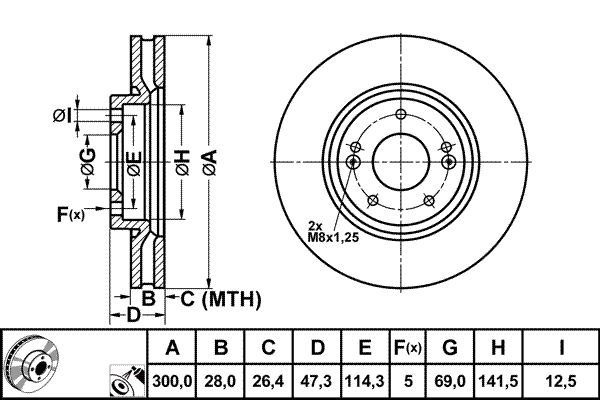 ØI
ØG
ØE
ØH
ØA
F(x)
2x
M8x1,25
B
C (MTH)
D
A B C D E F(x) G H I
300,0 28,0 26,4 47,3 114,3 5 69,0 141,5 12,5